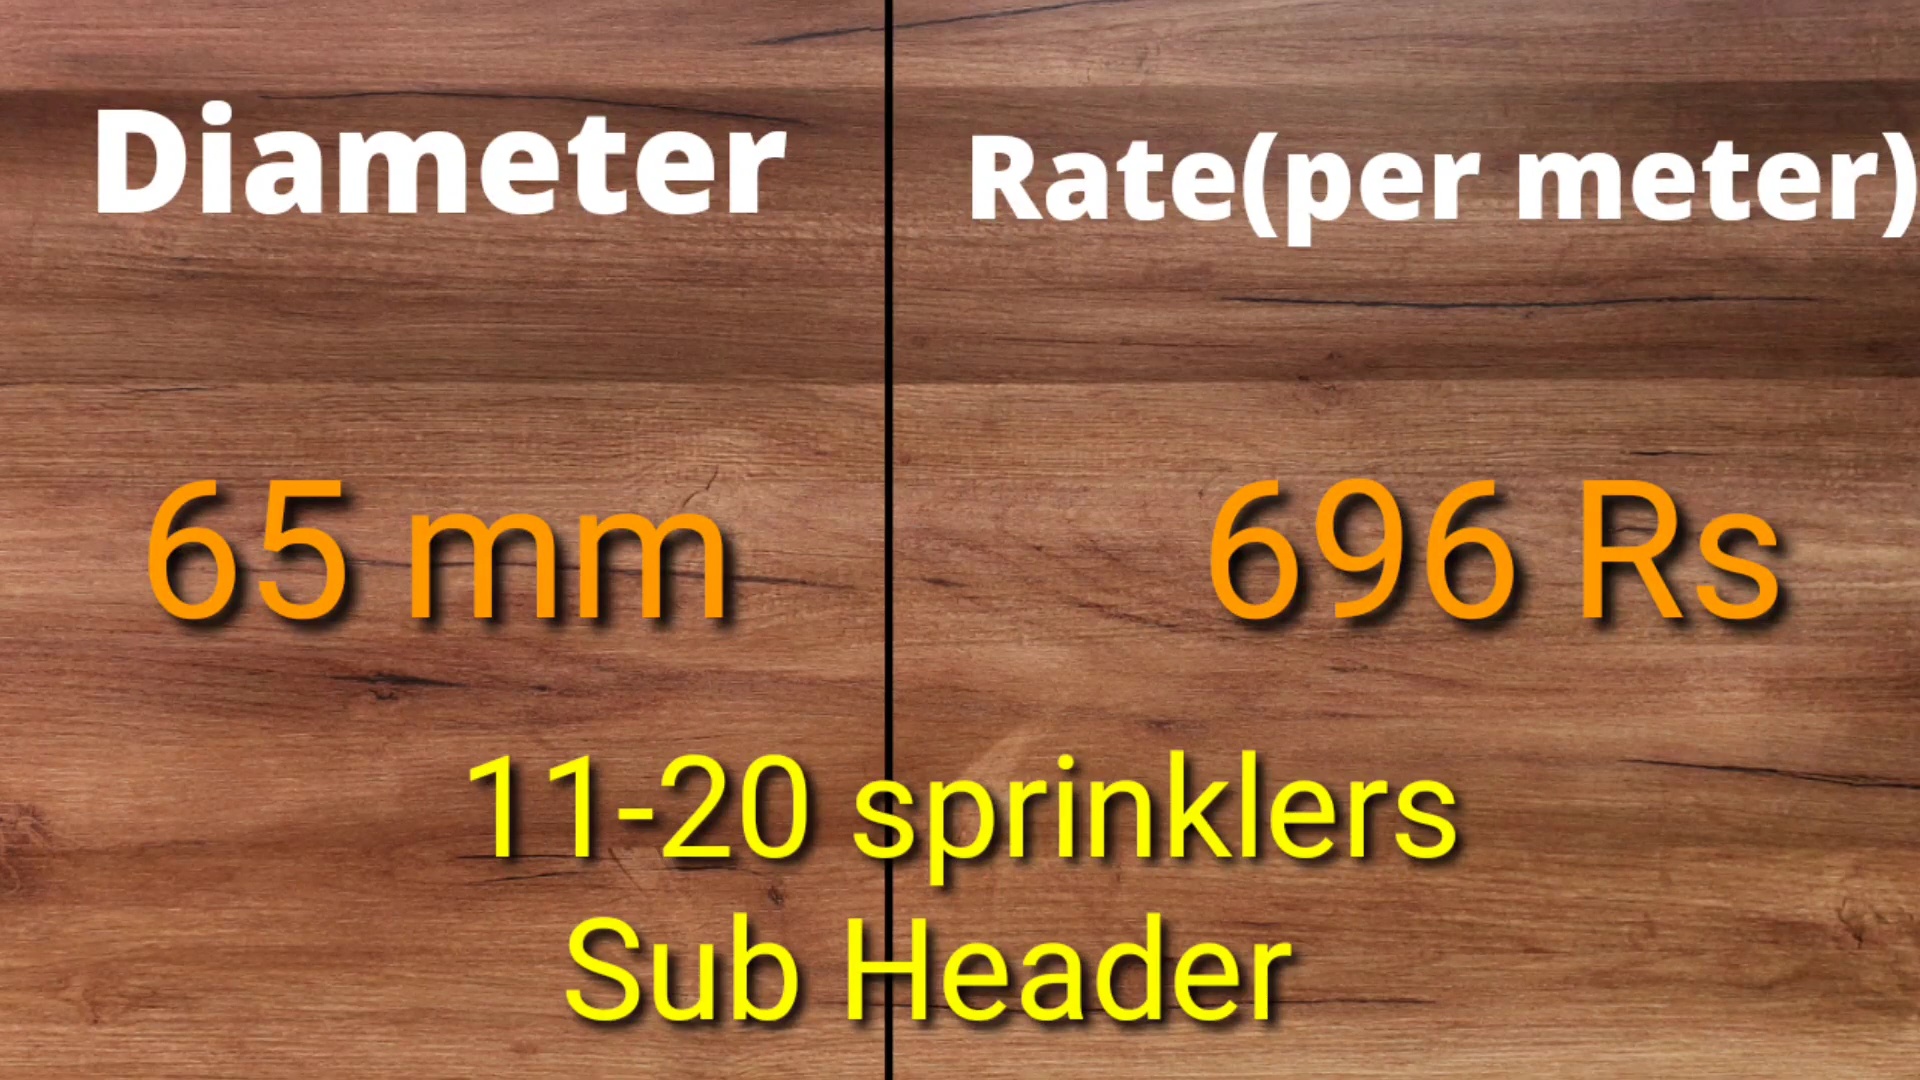 Diameter
Rate(per meter)
65 mm
696 Rs
11-20 sprinklers
Sub Header